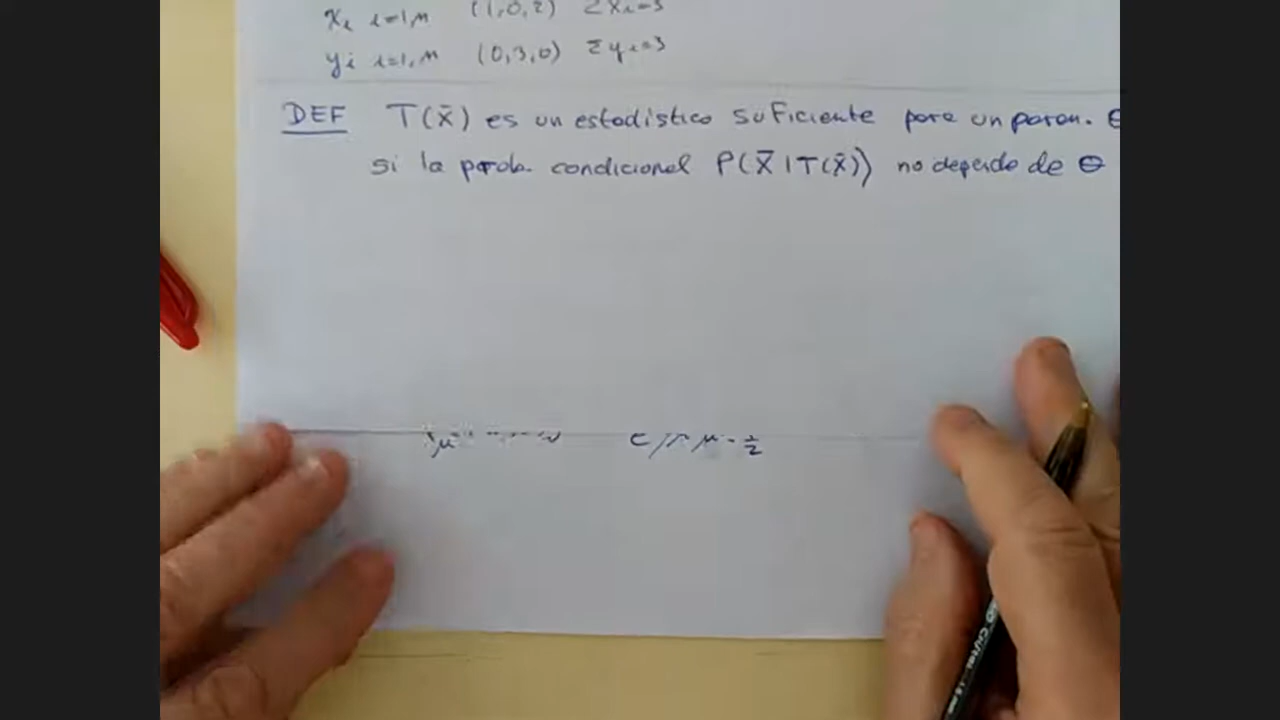 xi i=1,n (1,0,2) Σxi=3
yi i=1,n (0,3,0) Σyi=3
DEF T(x̄) es un estadístico suficiente para un param. θ
si la proba condicional P(X̄|T(x̄)) no depende de θ